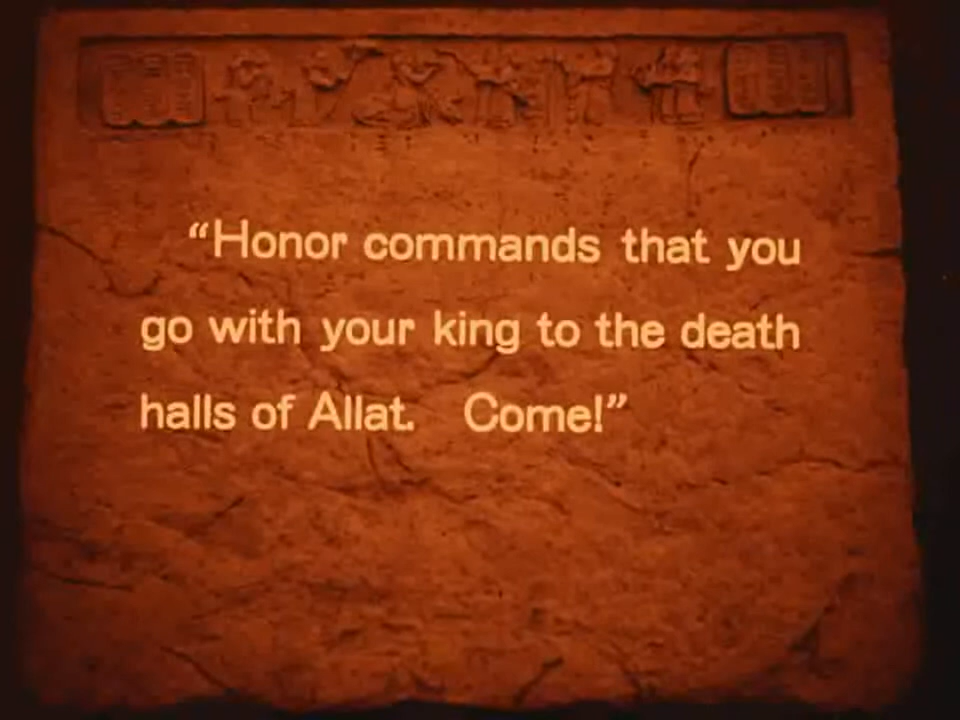 “Honor commands that you
go with your king to the death
halls of Allat. Come!”